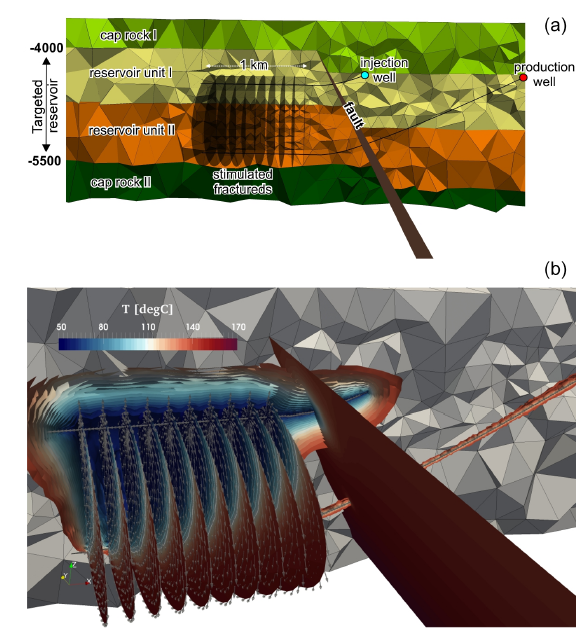 (a)
cap rock I
-4000
reservoir unit I
1 km
injection
well
production
well
Targeted
reservoir
fault
reservoir unit II
-5500
cap rock II
stimulated
fractureds
(b)
T [degC]
50 80 110 140 170
Z
Y
X